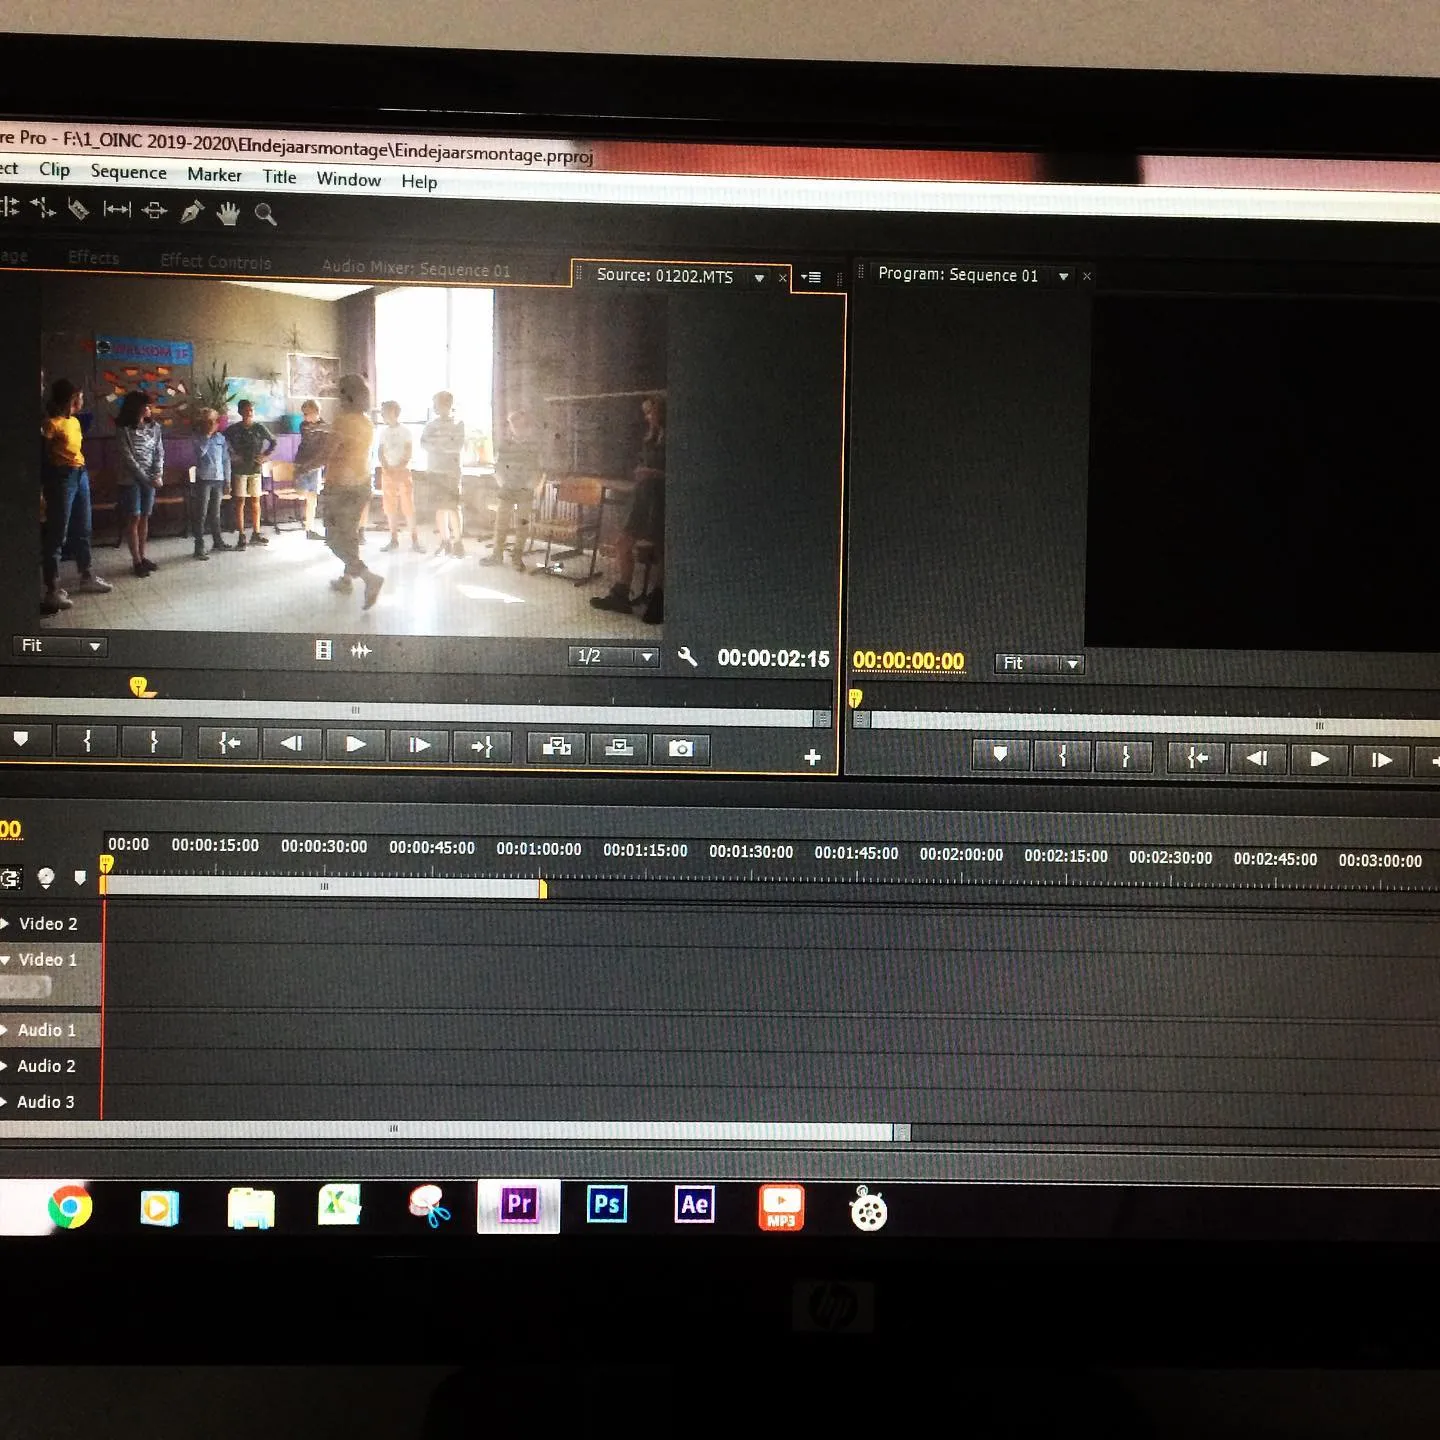 re Pro - F:\1_OINC 2019-2020\EIndejaarsmontage\Eindejaarsmontage.prproj
ect Clip Sequence Marker Title Window Help
age Effects Effect Controls Audio Mixer: Sequence 01 Source: 01202.MTS Program: Sequence 01
WELKOM 1F
Fit 1/2 00:00:02:15 00:00:00:00 Fit
00
00:00 00:00:15:00 00:00:30:00 00:00:45:00 00:01:00:00 00:01:15:00 00:01:30:00 00:01:45:00 00:02:00:00 00:02:15:00 00:02:30:00 00:02:45:00 00:03:00:00
Video 2
Video 1
Audio 1
Audio 2
Audio 3
Pr Ps Ae MP3
hp